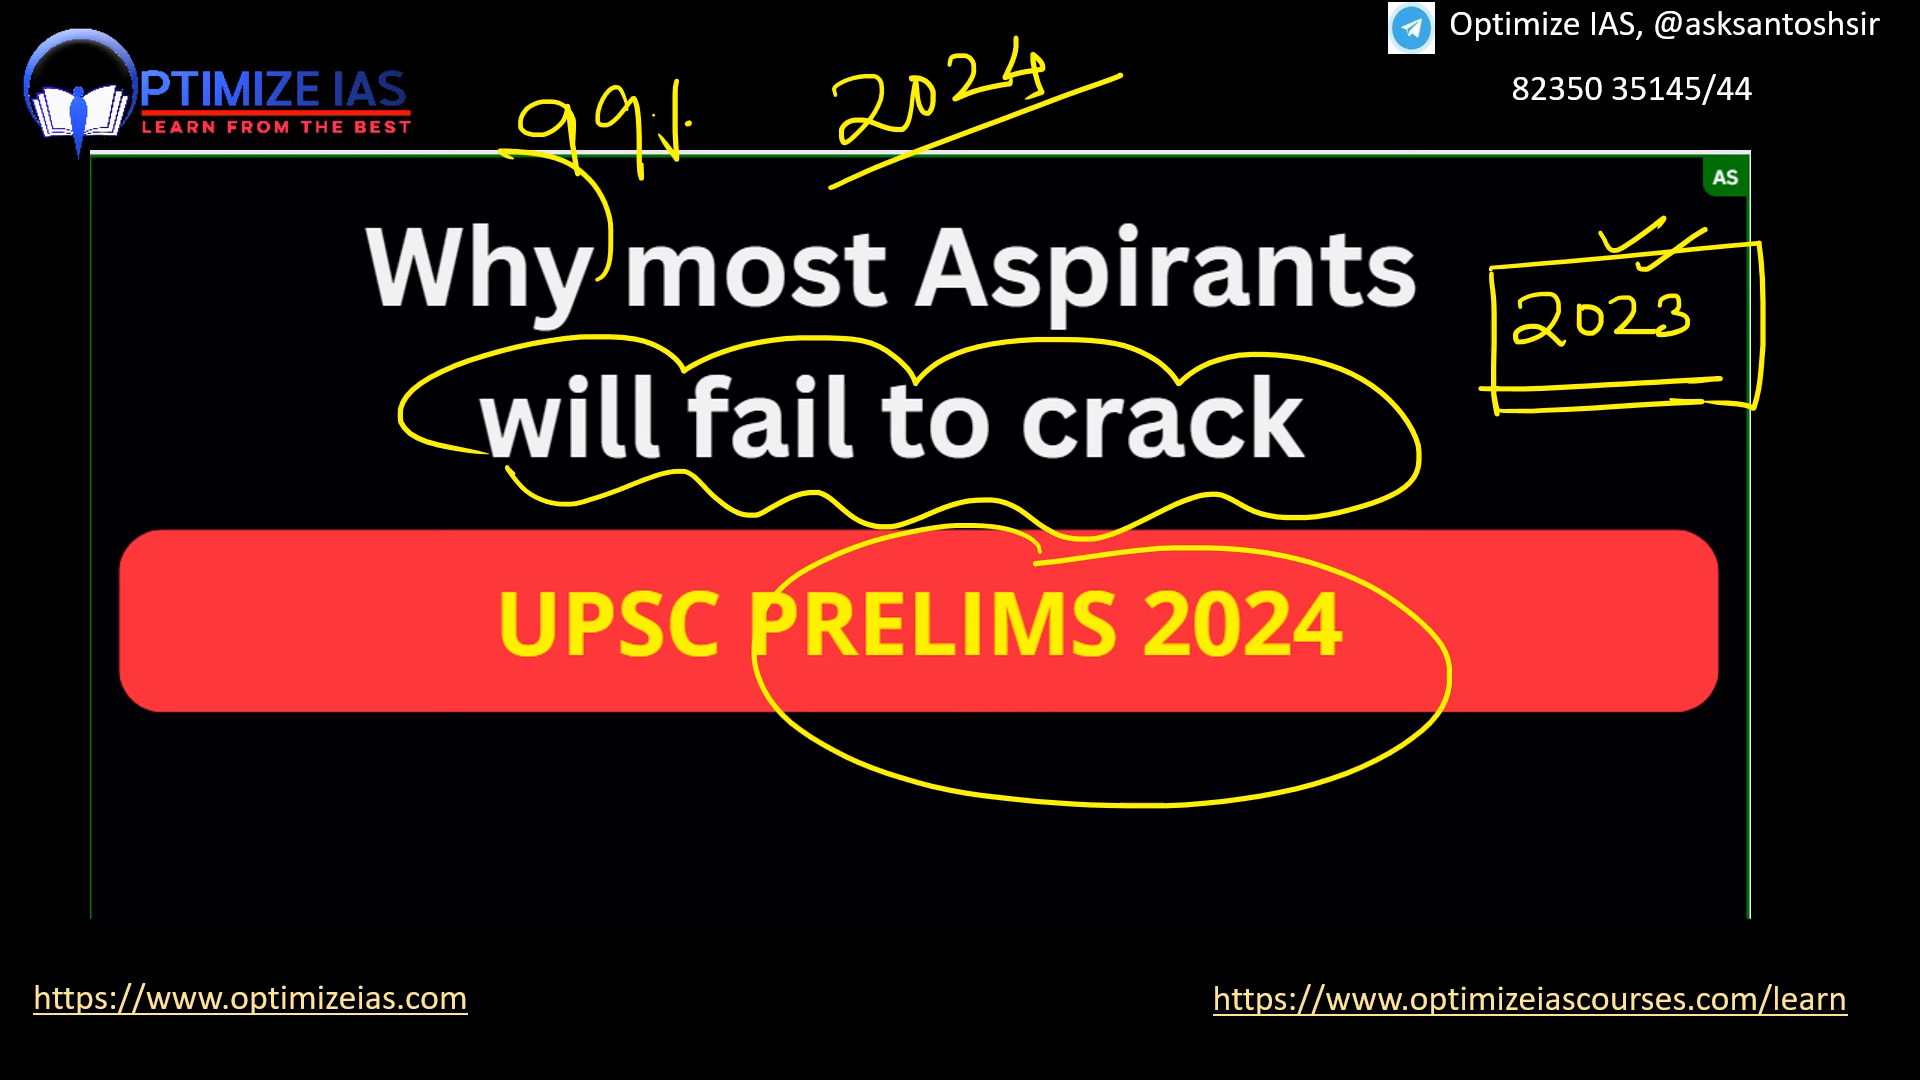 Optimize IAS, @asksantoshsir
82350 35145/44
OPTIMIZE IAS
LEARN FROM THE BEST
99%
2024
AS
Why most Aspirants
2023
will fail to crack
UPSC PRELIMS 2024
https://www.optimizeias.com
https://www.optimizeiascourses.com/learn